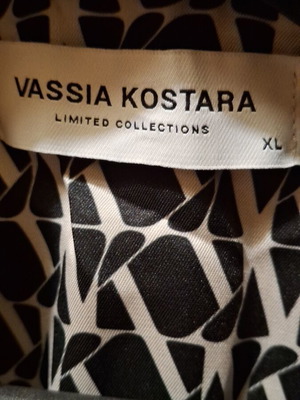 VASSIA KOSTARA
LIMITED COLLECTIONS
XL